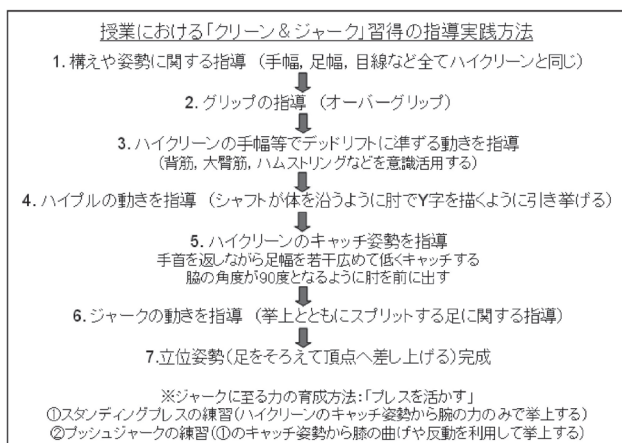 授業における「クリーン＆ジャーク」習得の指導実践方法
1. 構えや姿勢に関する指導 (手幅, 足幅, 目線など全てハイクリーンと同じ)
2. グリップの指導 (オーバーグリップ)
3. ハイクリーンの手幅等でデッドリフトに準ずる動きを指導
(背筋, 大臀筋, ハムストリングなどを意識活用する)
4. ハイプルの動きを指導 (シャフトが体を沿うように肘でY字を描くように引き挙げる)
5. ハイクリーンのキャッチ姿勢を指導
手首を返しながら足幅を若干広めて低くキャッチする
脇の角度が90度となるように肘を前に出す
6. ジャークの動きを指導 (挙上とともにスプリットする足に関する指導)
7. 立位姿勢(足をそろえて頂点へ差し上げる)完成
※ジャークに至る力の育成方法:「プレスを活かす」
①スタンディングプレスの練習(ハイクリーンのキャッチ姿勢から腕の力のみで挙上する)
②プッシュジャークの練習(①のキャッチ姿勢から膝の曲げや反動を利用して挙上する)